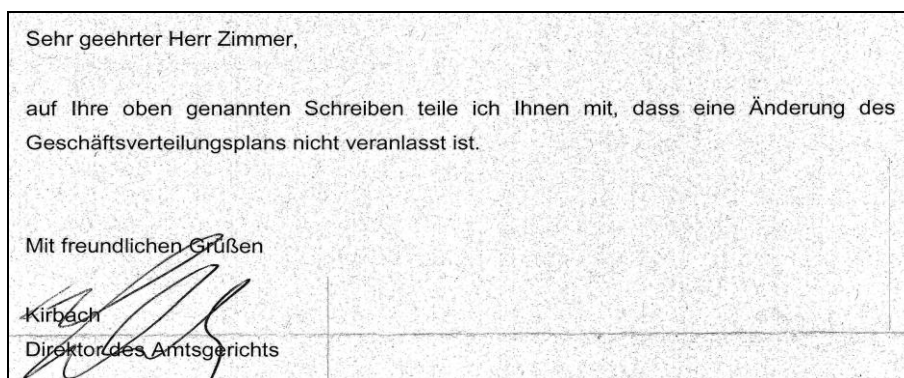 Sehr geehrter Herr Zimmer,
auf Ihre oben genannten Schreiben teile ich Ihnen mit, dass eine Änderung des
Geschäftsverteilungsplans nicht veranlasst ist.
Mit freundlichen Grüßen
Kirbach
Direktor des Amtsgerichts